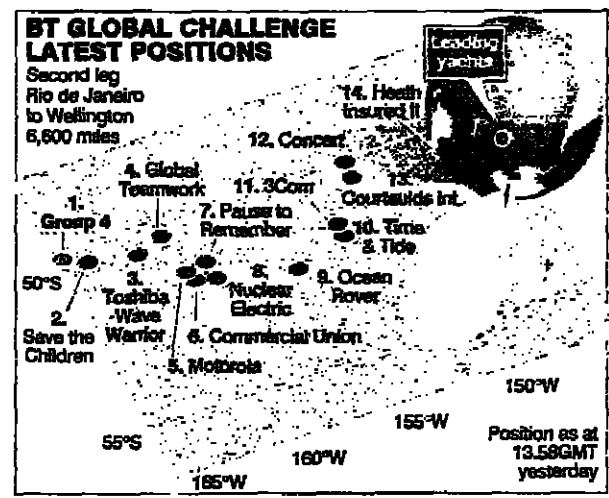 BT GLOBAL CHALLENGE
LATEST POSITIONS
Second leg
Rio de Janeiro
to Wellington
6,600 miles
Leading
yachts
14. Heath
Insured II
12. Concert
4. Global
Teamwork
11. 3Com
13.
Courtaulds Int.
1.
Group 4
7. Pause to
Remember
10. Time
& Tide
50°S
3.
Toshiba
Wave
Warrior
8.
Nuclear
Electric
9. Ocean
Rover
2.
Save the
Children
6. Commercial Union
5. Motorola
150°W
155°W
55°S
160°W
165°W
Position as at
13.58GMT
yesterday